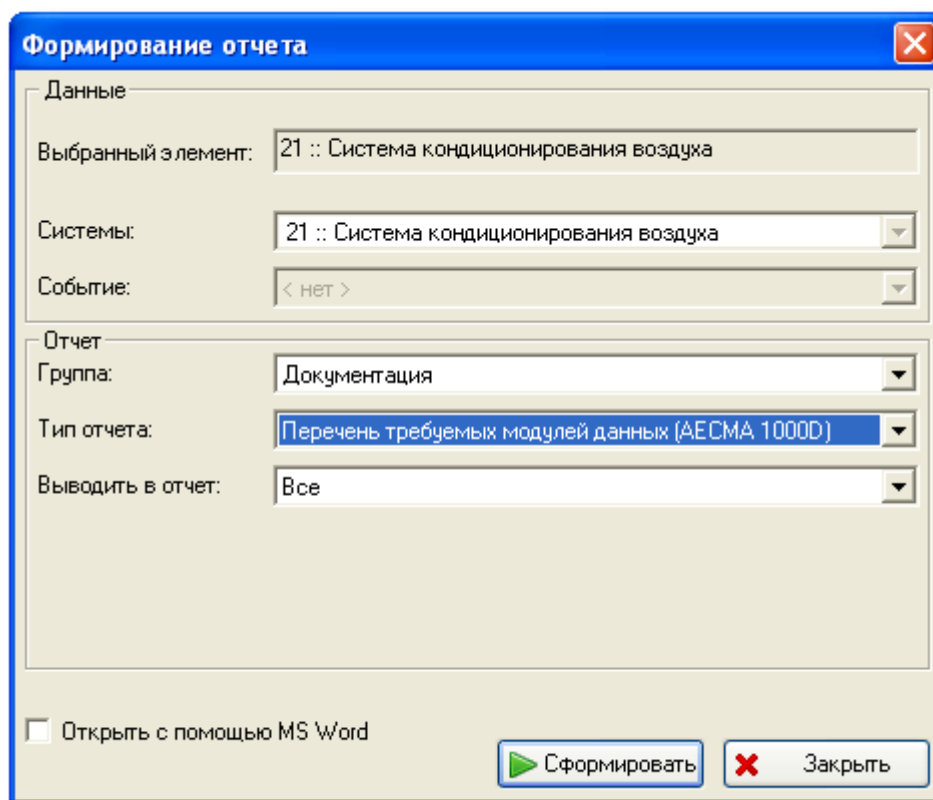 Формирование отчета
Данные
Выбранный элемент: 21 :: Система кондиционирования воздуха
Системы: 21 :: Система кондиционирования воздуха
Событие: < нет >
Отчет
Группа: Документация
Тип отчета: Перечень требуемых модулей данных (AECMA 1000D)
Выводить в отчет: Все
Открыть с помощью MS Word
Сформировать Закрыть